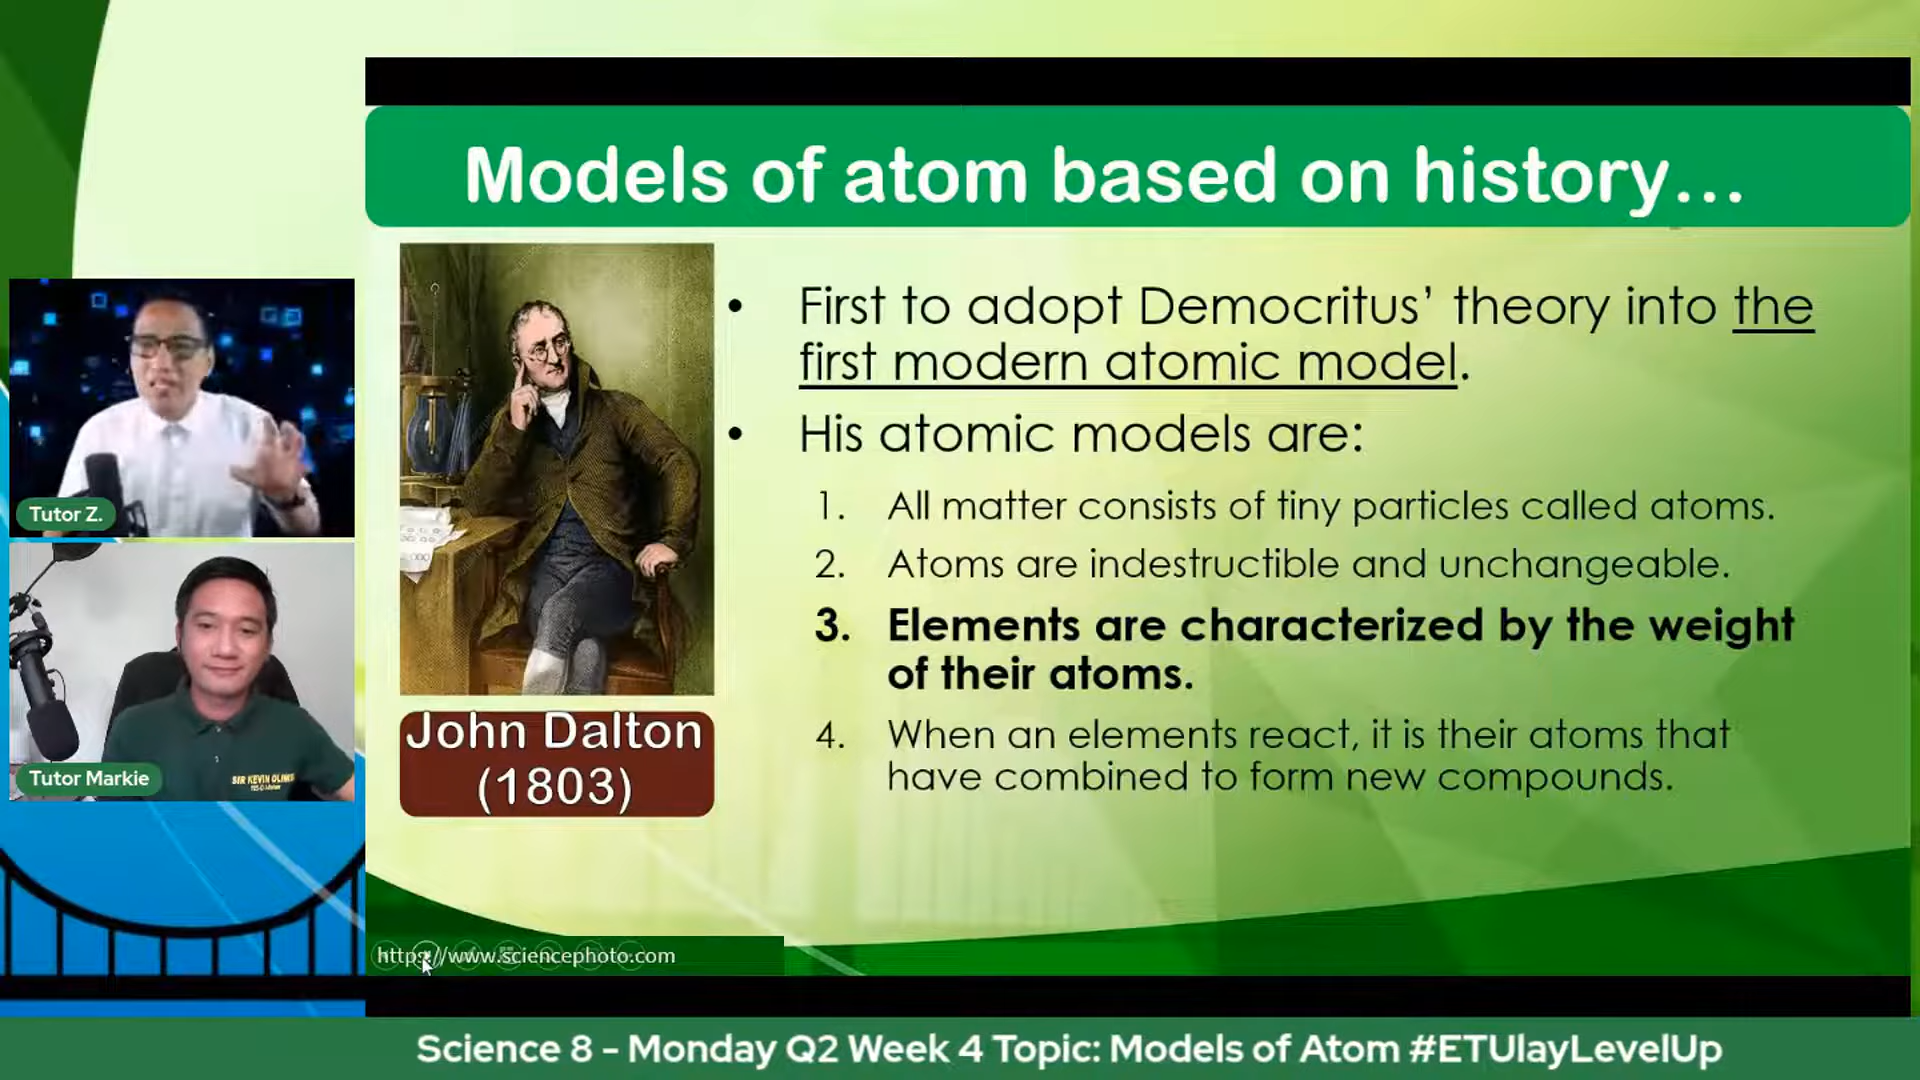 Models of atom based on history...
• First to adopt Democritus’ theory into the
first modern atomic model.
• His atomic models are:
1. All matter consists of tiny particles called atoms.
2. Atoms are indestructible and unchangeable.
3. Elements are characterized by the weight
of their atoms.
4. When an elements react, it is their atoms that
have combined to form new compounds.
John Dalton
(1803)
Tutor Z.
SIR KEVIN OLIMS
Tutor Markie
https://www.sciencephoto.com
Science 8 - Monday Q2 Week 4 Topic: Models of Atom #ETUlayLevelUp